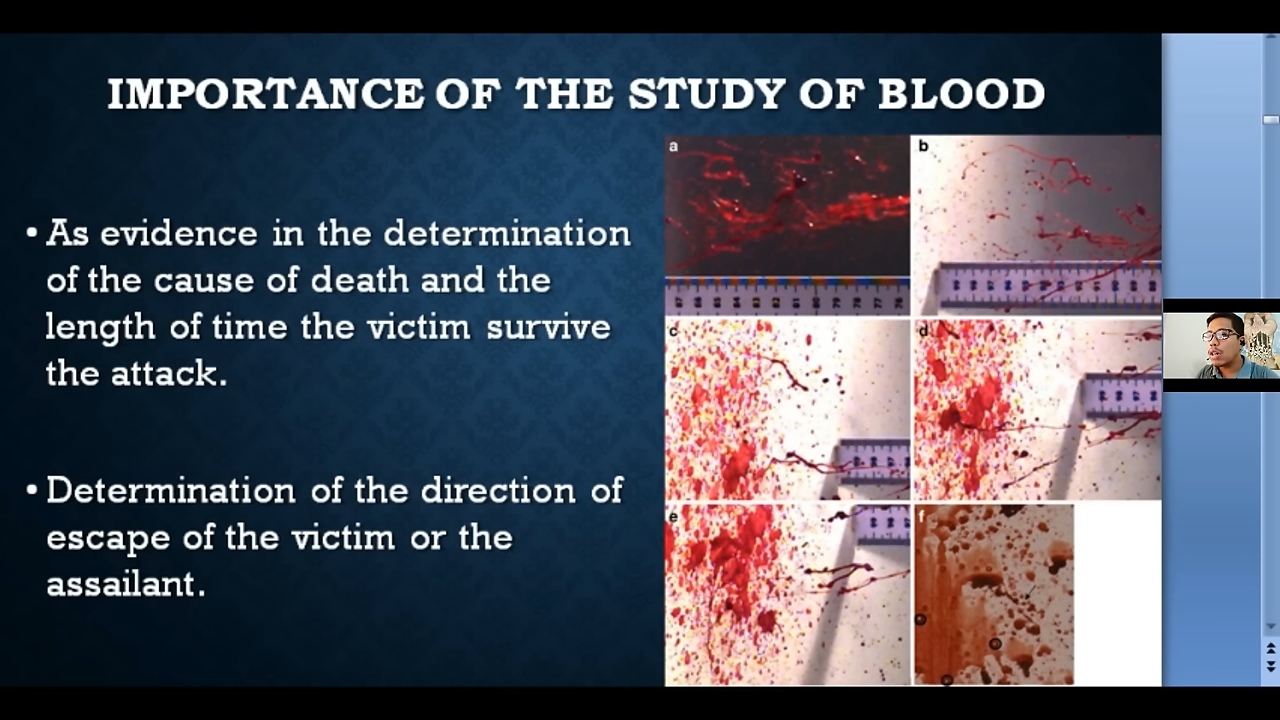 IMPORTANCE OF THE STUDY OF BLOOD
• As evidence in the determination
of the cause of death and the
length of time the victim survive
the attack.
• Determination of the direction of
escape of the victim or the
assailant.
a
b
c
d
e
f